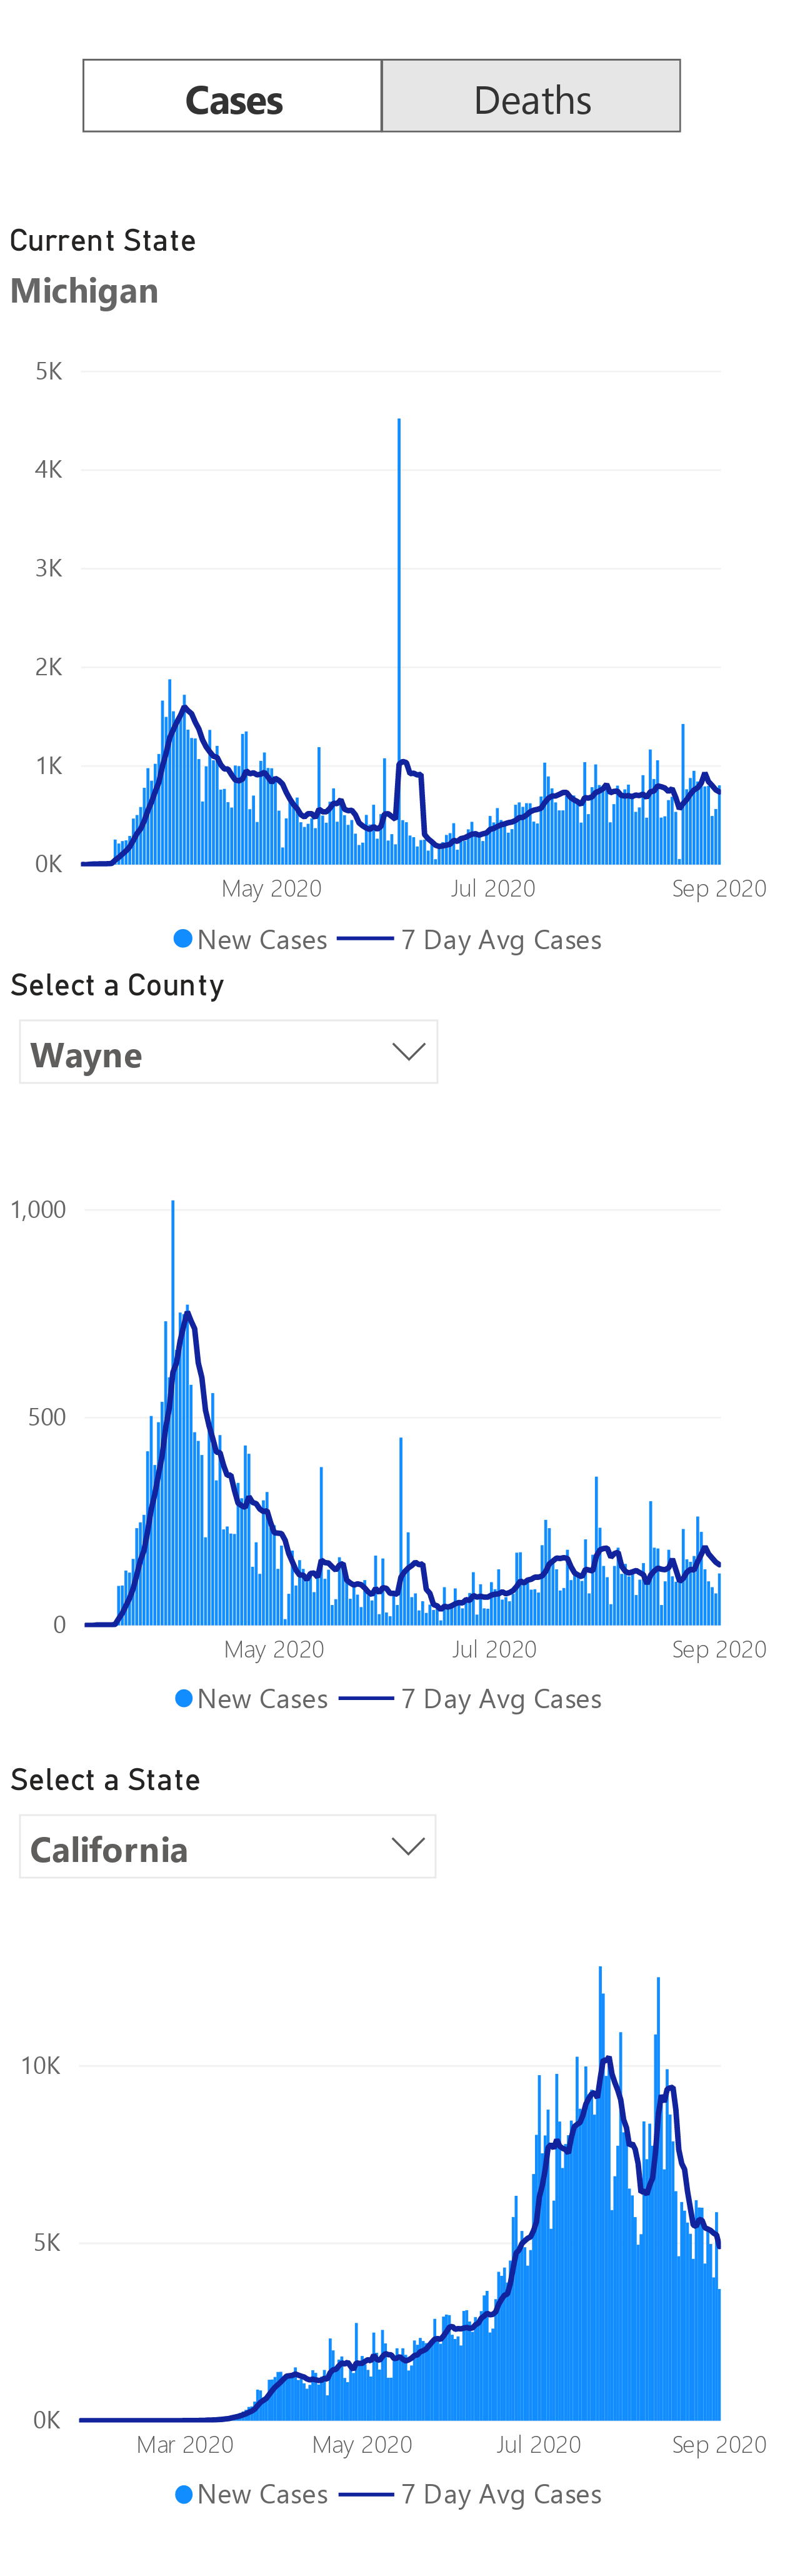 Cases Deaths
Current State
Michigan
5K
4K
3K
2K
1K
0K
May 2020 Jul 2020 Sep 2020
New Cases 7 Day Avg Cases
Select a County
Wayne
1,000
500
0
May 2020 Jul 2020 Sep 2020
New Cases 7 Day Avg Cases
Select a State
California
10K
5K
0K
Mar 2020 May 2020 Jul 2020 Sep 2020
New Cases 7 Day Avg Cases